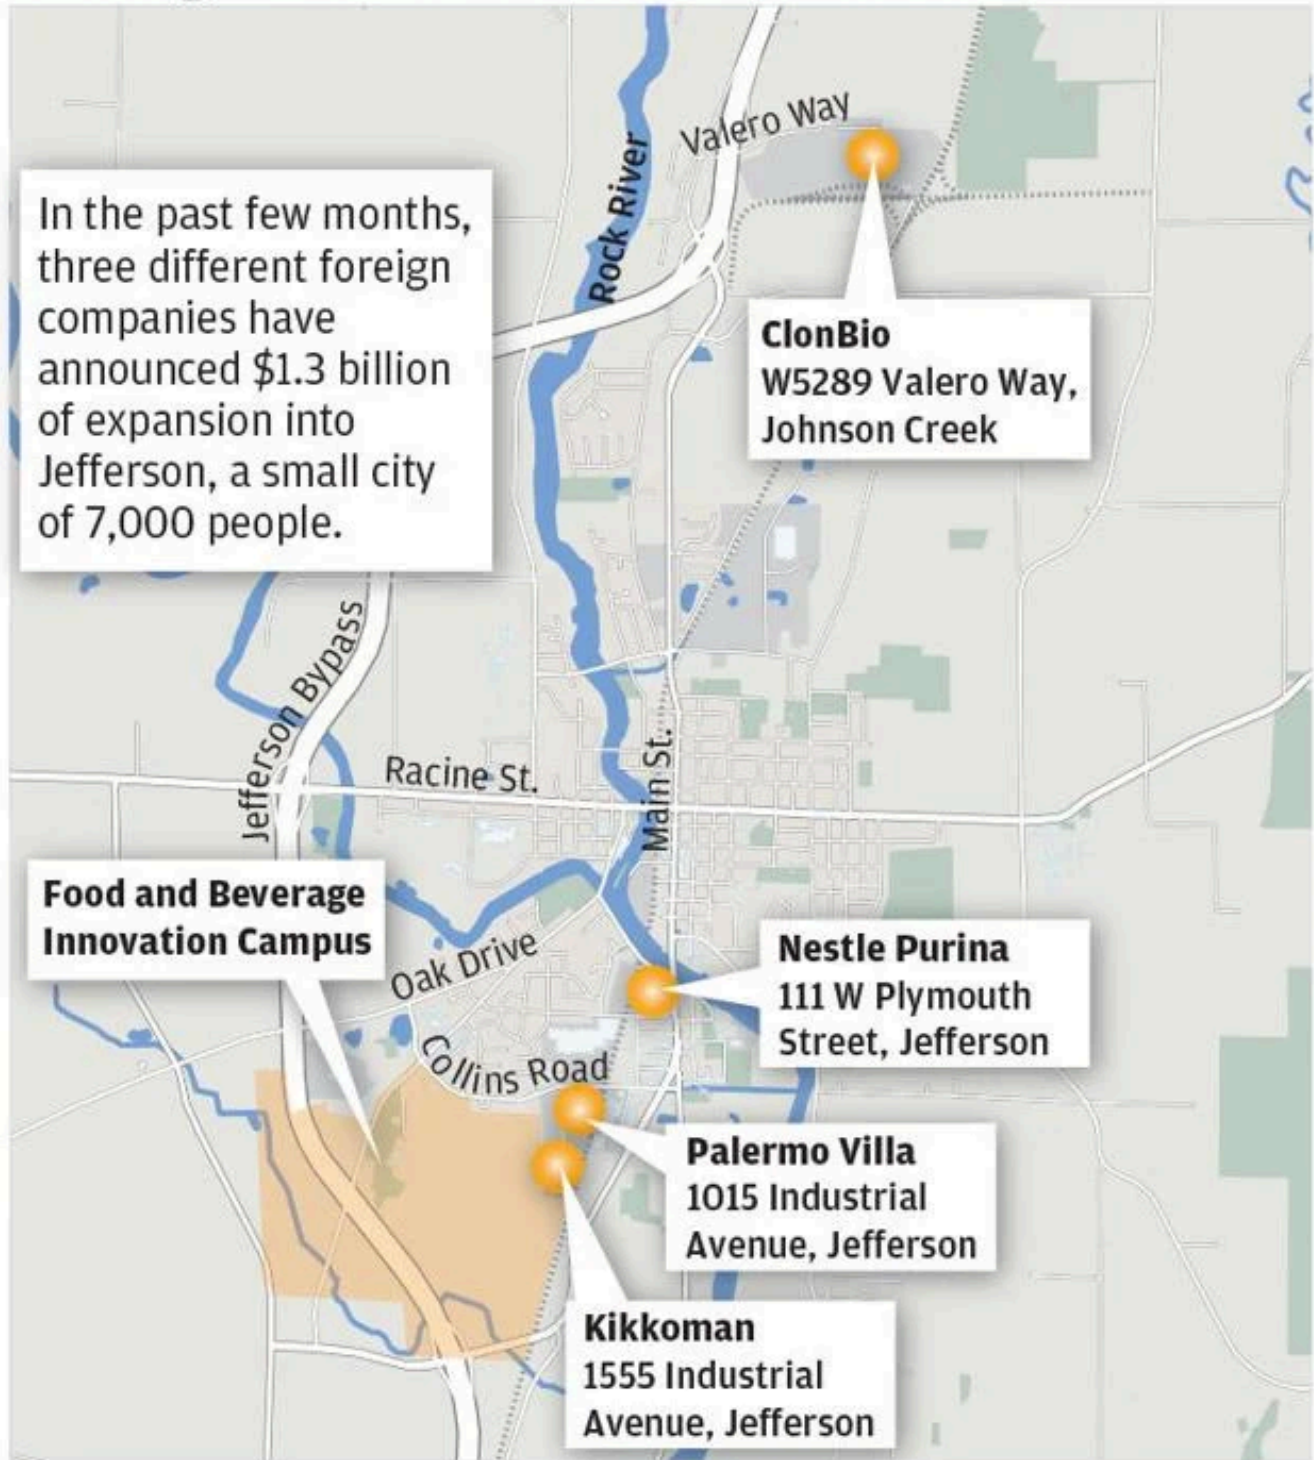 Valero Way
Rock River
In the past few months,
three different foreign
companies have
announced $1.3 billion
of expansion into
Jefferson, a small city
of 7,000 people.
ClonBio
W5289 Valero Way,
Johnson Creek
Jefferson Bypass
Racine St.
Main St.
Food and Beverage
Innovation Campus
Oak Drive
Nestle Purina
111 W Plymouth
Street, Jefferson
Collins Road
Palermo Villa
1015 Industrial
Avenue, Jefferson
Kikkoman
1555 Industrial
Avenue, Jefferson